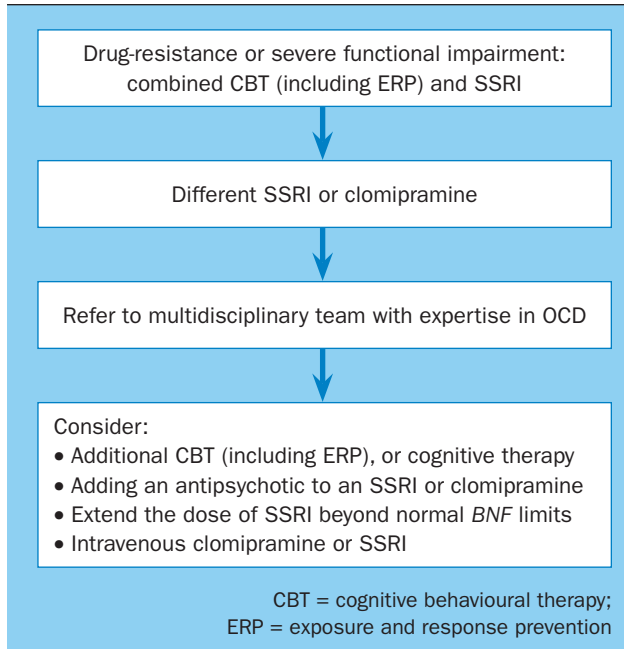 Drug-resistance or severe functional impairment:
combined CBT (including ERP) and SSRI
Different SSRI or clomipramine
Refer to multidisciplinary team with expertise in OCD
Consider:
• Additional CBT (including ERP), or cognitive therapy
• Adding an antipsychotic to an SSRI or clomipramine
• Extend the dose of SSRI beyond normal BNF limits
• Intravenous clomipramine or SSRI
CBT = cognitive behavioural therapy;
ERP = exposure and response prevention